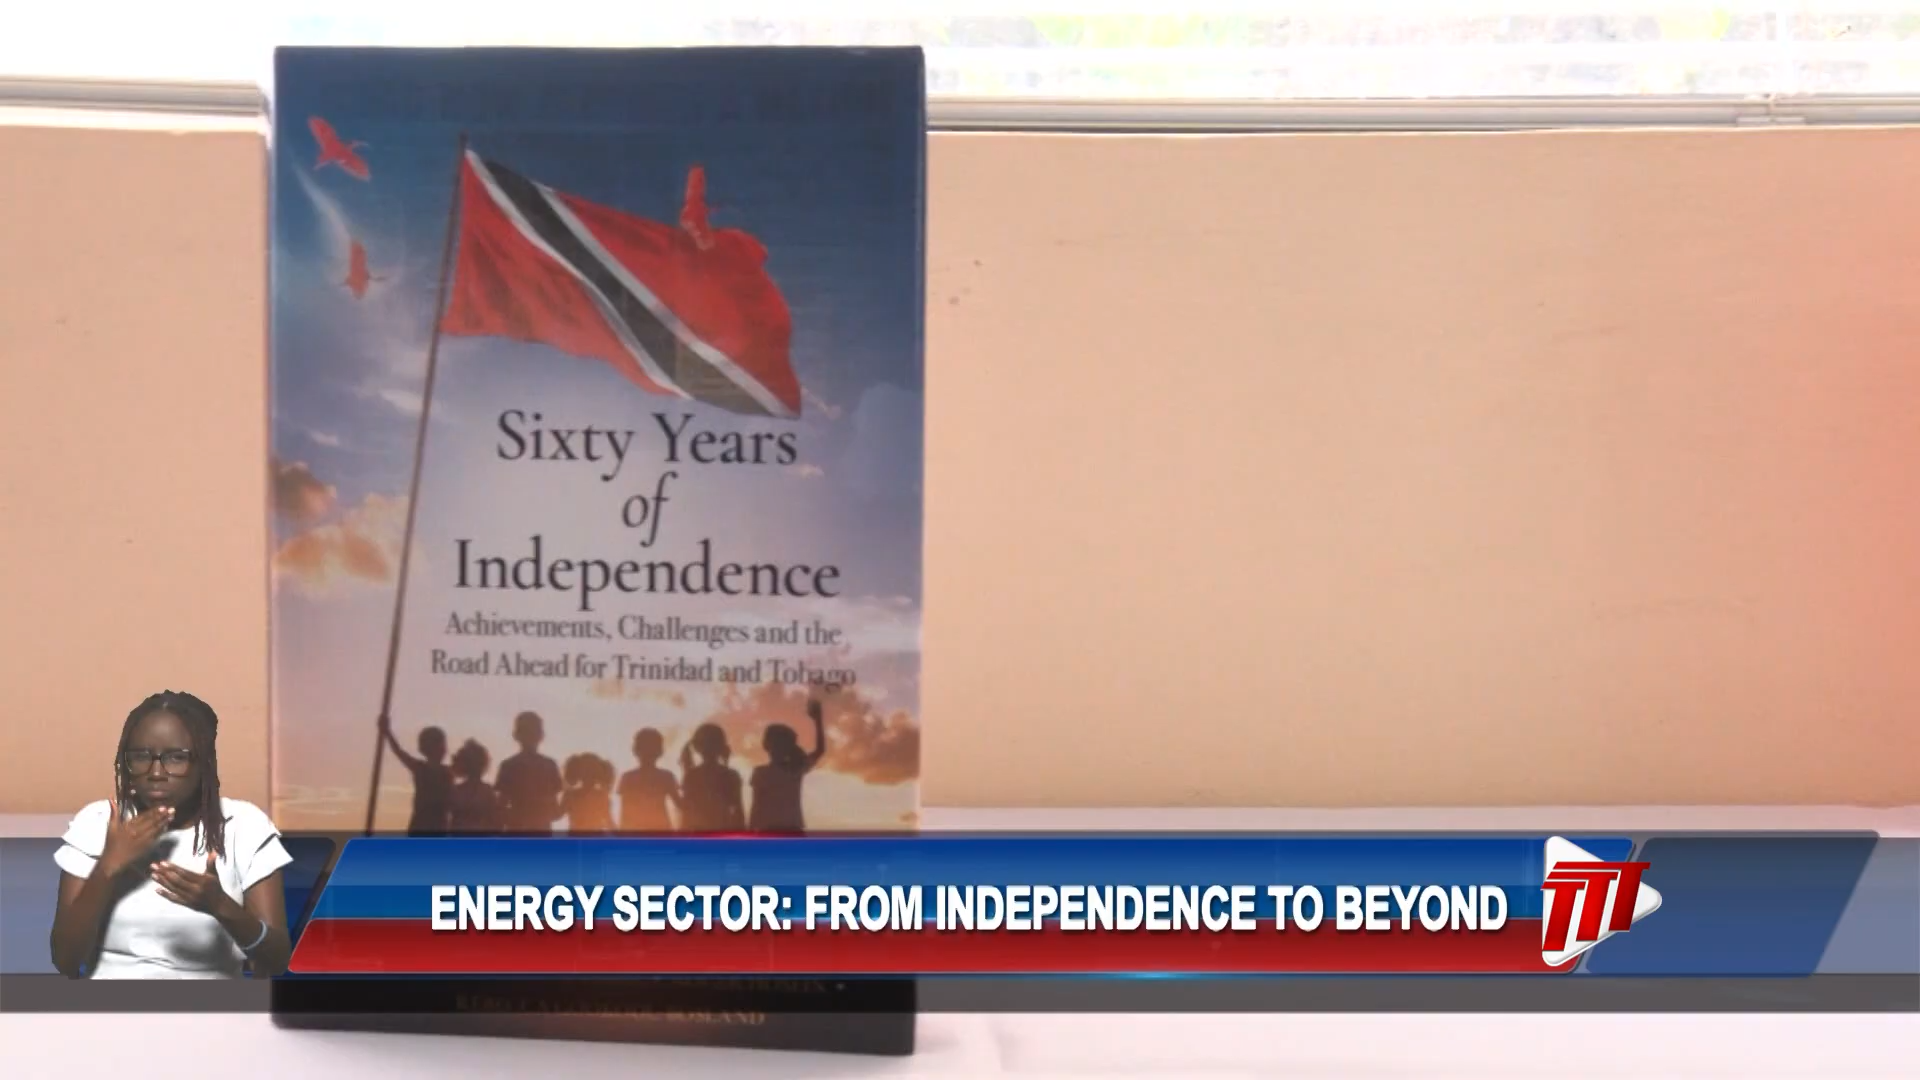 Sixty Years
of
Independence
Achievements, Challenges and the
Road Ahead for Trinidad and Tobago
ENERGY SECTOR: FROM INDEPENDENCE TO BEYOND
TTT